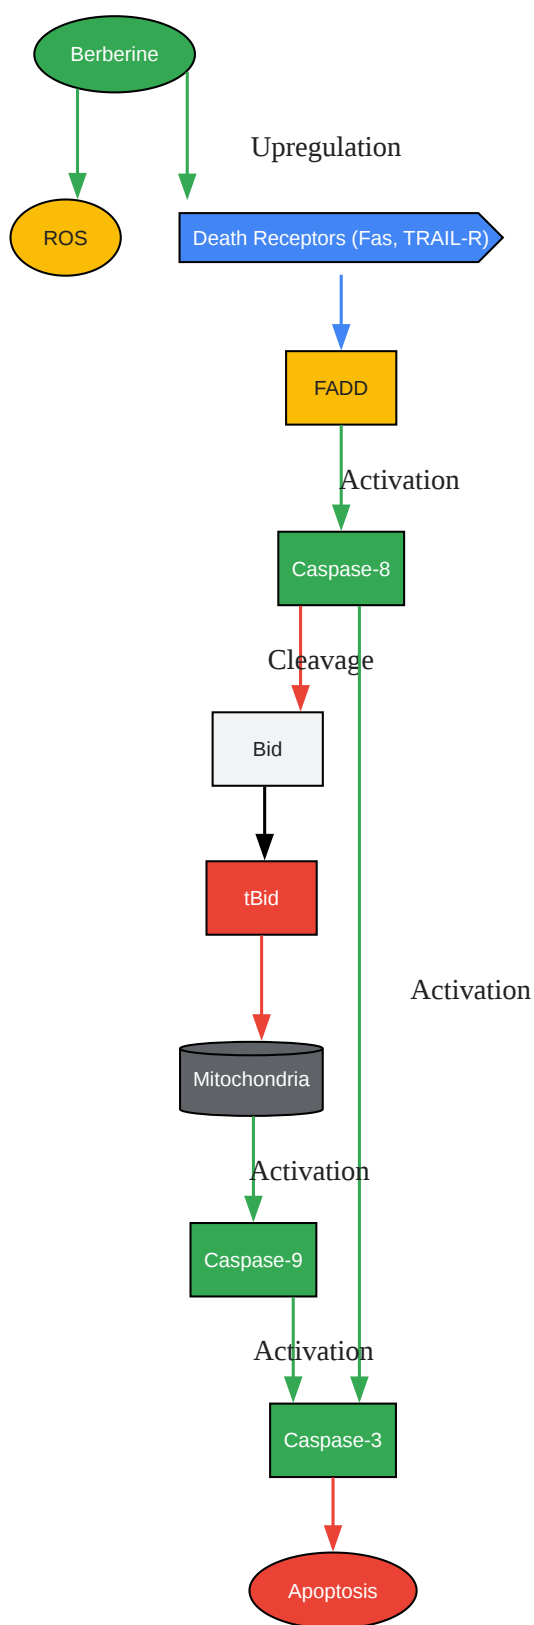 Berberine
Upregulation
ROS
Death Receptors (Fas, TRAIL-R)
FADD
Activation
Caspase-8
Cleavage
Bid
tBid
Activation
Mitochondria
Activation
Caspase-9
Activation
Caspase-3
Apoptosis